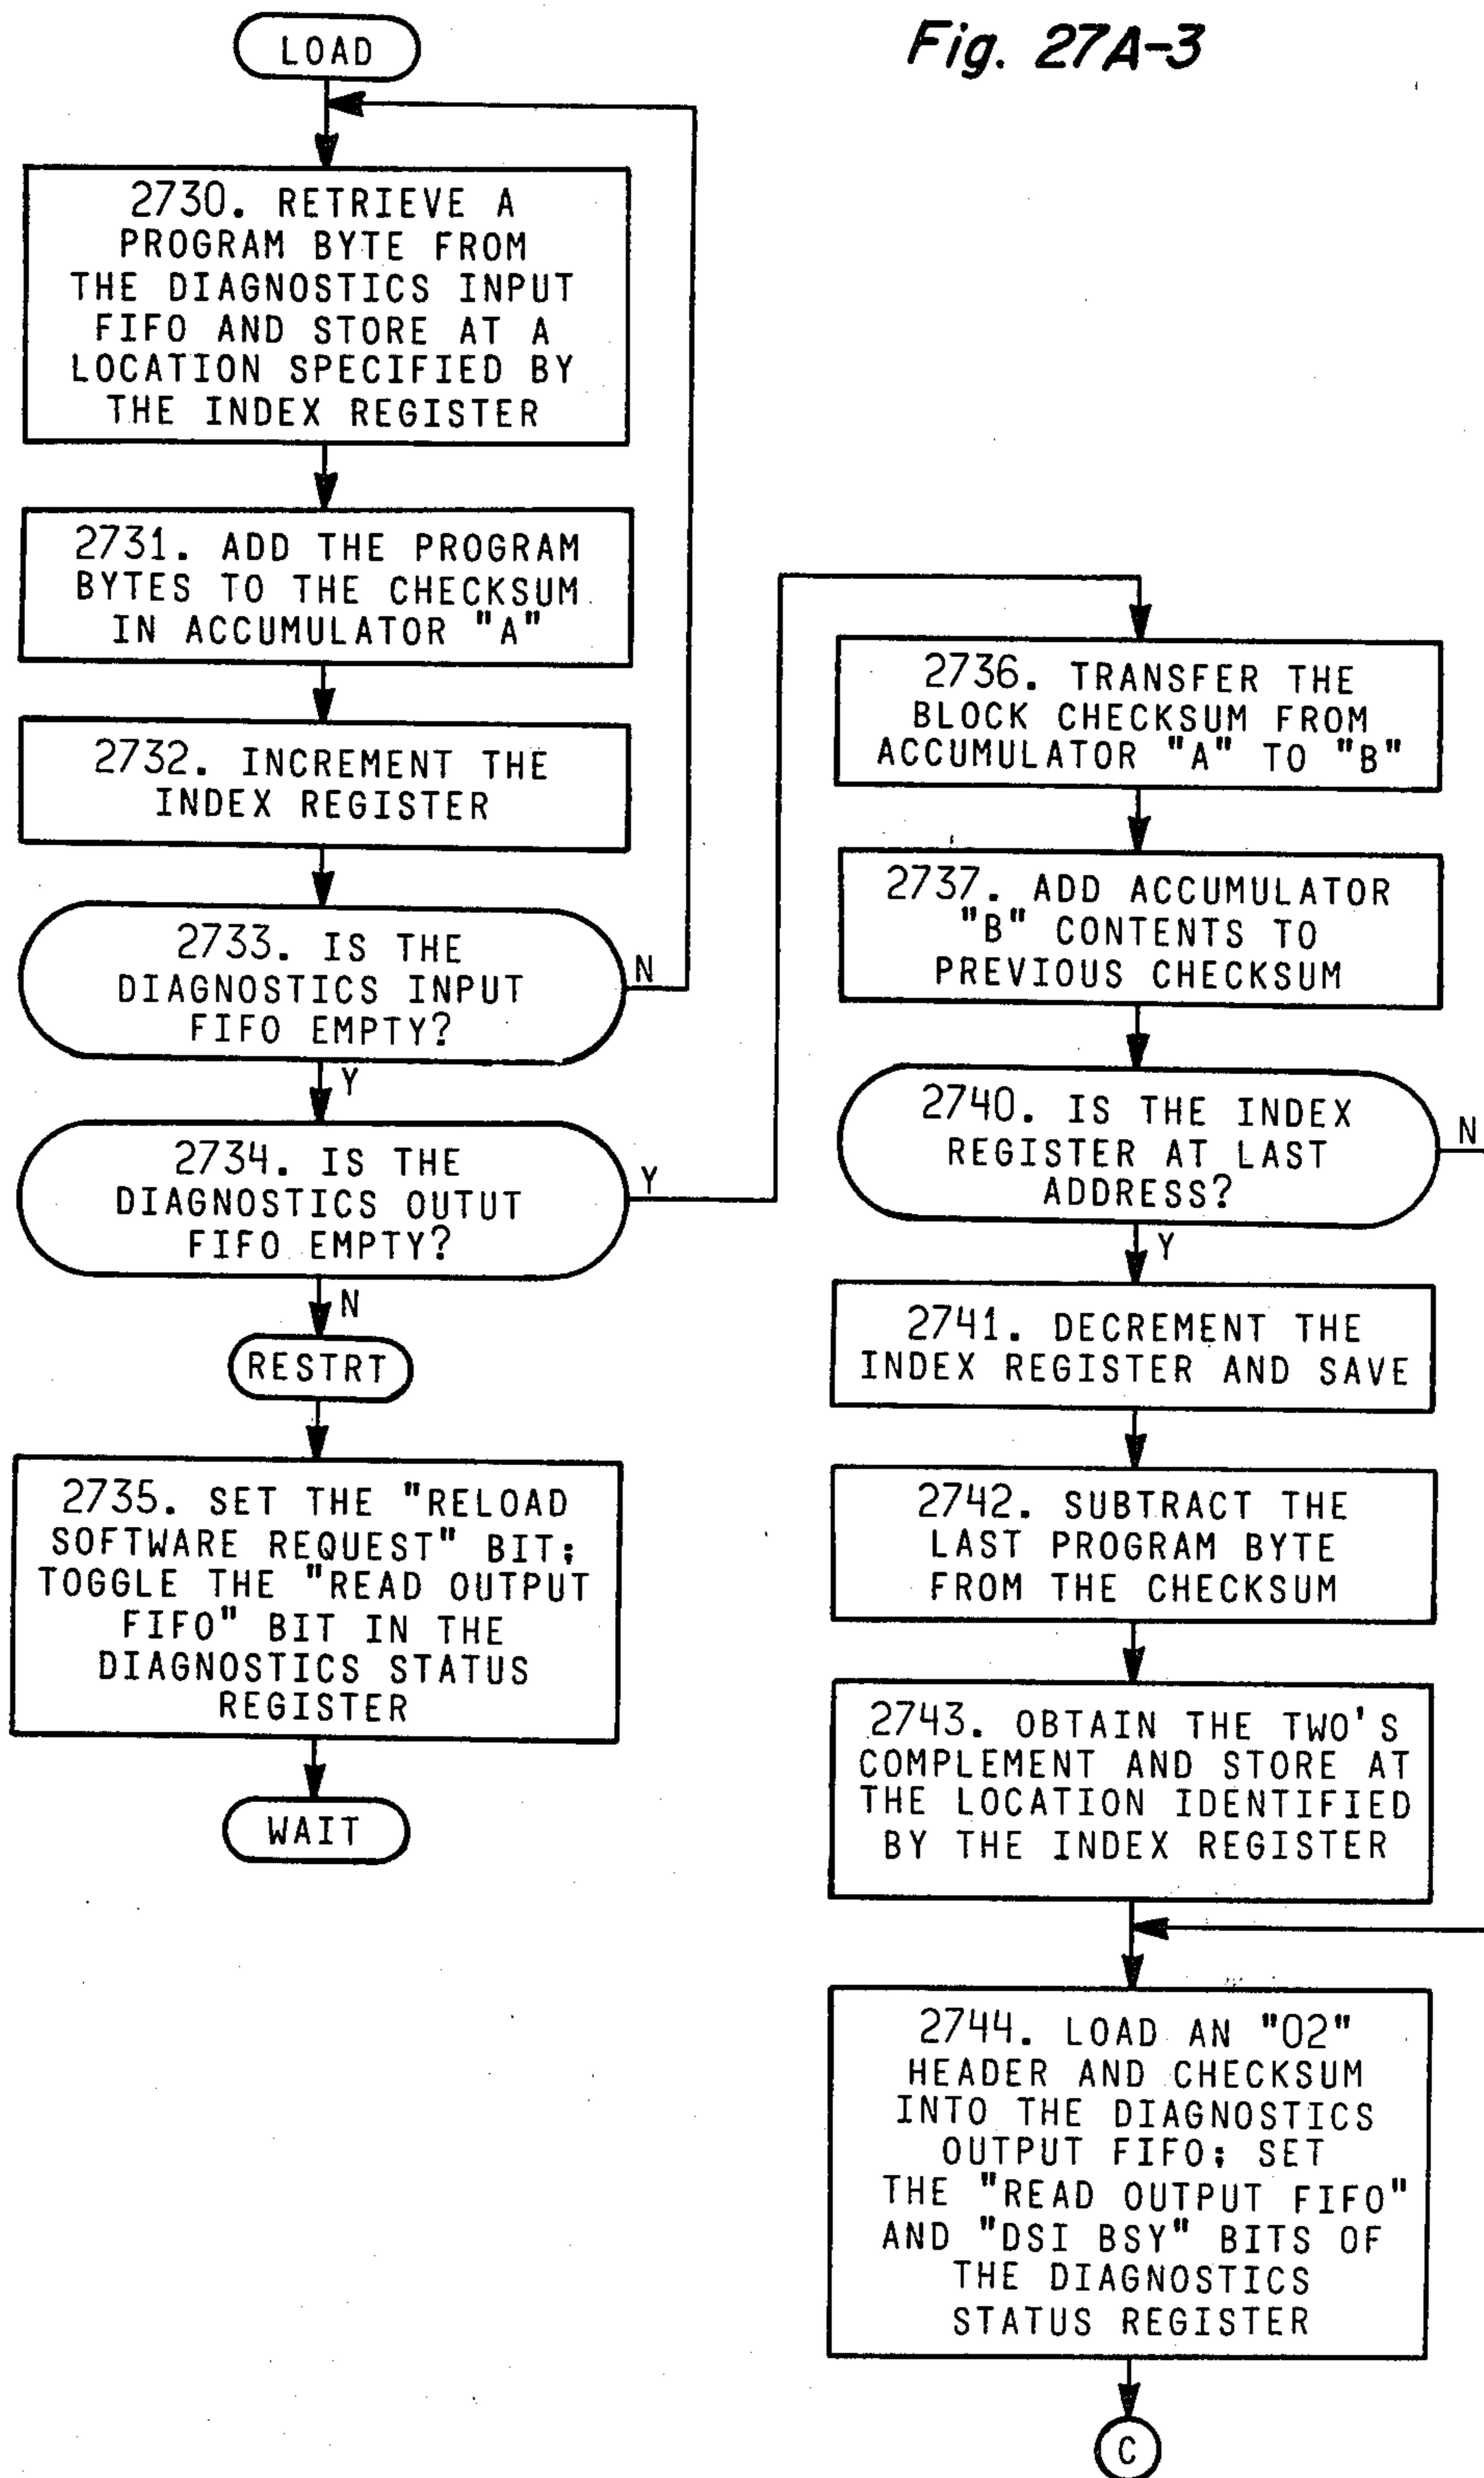 Fig. 27A-3
LOAD
2730. RETRIEVE A
PROGRAM BYTE FROM
THE DIAGNOSTICS INPUT
FIFO AND STORE AT A
LOCATION SPECIFIED BY
THE INDEX REGISTER
2731. ADD THE PROGRAM
BYTES TO THE CHECKSUM
IN ACCUMULATOR "A"
2732. INCREMENT THE
INDEX REGISTER
2733. IS THE
DIAGNOSTICS INPUT
FIFO EMPTY?
N
Y
2734. IS THE
DIAGNOSTICS OUTUT
FIFO EMPTY?
Y
N
RESTRT
2735. SET THE "RELOAD
SOFTWARE REQUEST" BIT;
TOGGLE THE "READ OUTPUT
FIFO" BIT IN THE
DIAGNOSTICS STATUS
REGISTER
WAIT
2736. TRANSFER THE
BLOCK CHECKSUM FROM
ACCUMULATOR "A" TO "B"
2737. ADD ACCUMULATOR
"B" CONTENTS TO
PREVIOUS CHECKSUM
2740. IS THE INDEX
REGISTER AT LAST
ADDRESS?
N
Y
2741. DECREMENT THE
INDEX REGISTER AND SAVE
2742. SUBTRACT THE
LAST PROGRAM BYTE
FROM THE CHECKSUM
2743. OBTAIN THE TWO'S
COMPLEMENT AND STORE AT
THE LOCATION IDENTIFIED
BY THE INDEX REGISTER
2744. LOAD AN "02"
HEADER AND CHECKSUM
INTO THE DIAGNOSTICS
OUTPUT FIFO; SET
THE "READ OUTPUT FIFO"
AND "DSI BSY" BITS OF
THE DIAGNOSTICS
STATUS REGISTER
C